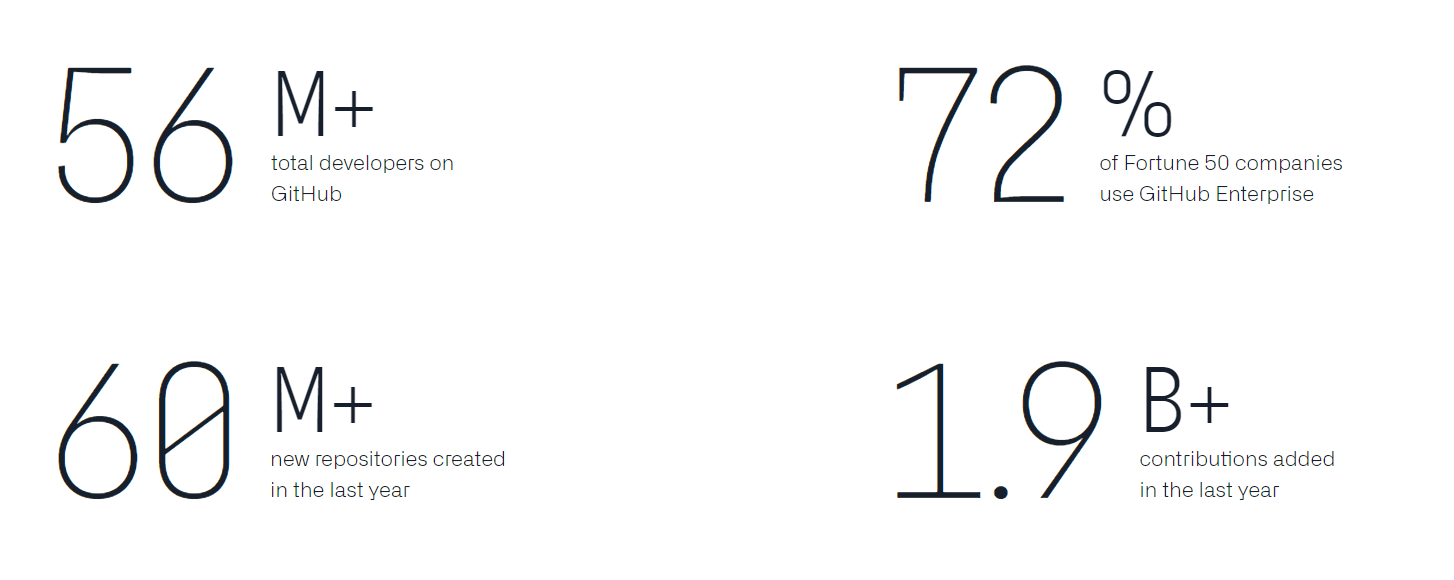 56 M+
total developers on
GitHub
72 %
of Fortune 50 companies
use GitHub Enterprise
60 M+
new repositories created
in the last year
1.9 B+
contributions added
in the last year